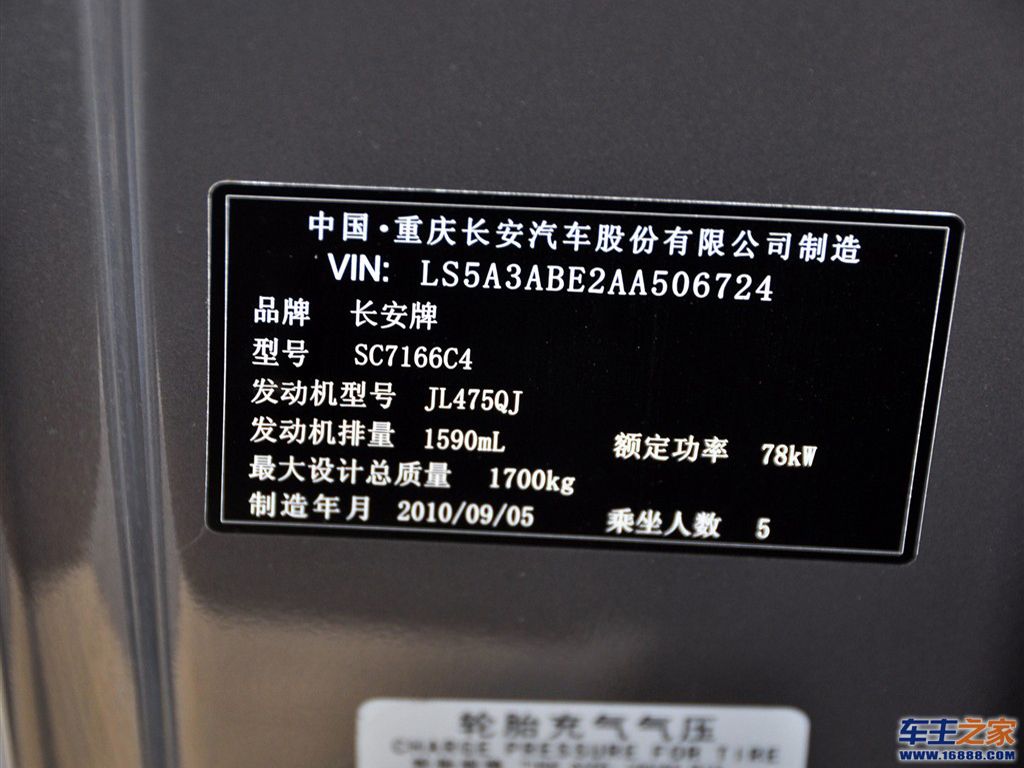 中国·重庆长安汽车股份有限公司制造
VIN: LS5A3ABE2AA506724
品牌 长安牌
型号 SC7166C4
发动机型号 JL475QJ
发动机排量 1590mL 额定功率 78kW
最大设计总质量 1700kg
制造年月 2010/09/05 乘坐人数 5
轮胎充气气压
CHARGE PRESSURE FOR TIRE
车主之家
WWW.16888.COM